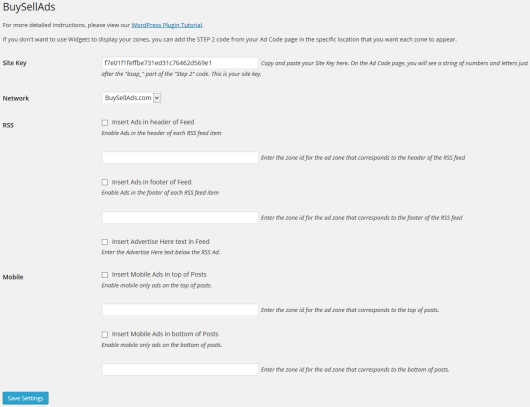 BuySellAds
For more detailed instructions, please view our WordPress Plugin Tutorial.
If you don't want to use Widgets to display your zones, you can add the STEP 2 code from your Ad Code page in the specific location that you want each zone to appear.
Site Key
f7e01f1feffbe731ed31c76462d569e1
Copy and paste your Site Key here. On the Ad Code page, you will see a string of numbers and letters just
after the "bsap_" part of the "Step 2" code. This is your site key.
Network
BuySellAds.com
RSS
Insert Ads in header of Feed
Enable Ads in the header of each RSS feed item
Enter the zone id for the ad zone that corresponds to the header of the RSS feed
Insert Ads in footer of Feed
Enable Ads in the footer of each RSS feed item
Enter the zone id for the ad zone that corresponds to the footer of the RSS feed
Insert Advertise Here text in Feed
Enter the Advertise Here text below the RSS Ad.
Mobile
Insert Mobile Ads in top of Posts
Enable mobile only ads on the top of posts.
Enter the zone id for the ad zone that corresponds to the top of posts.
Insert Mobile Ads in bottom of Posts
Enable mobile only ads on the bottom of posts.
Enter the zone id for the ad zone that corresponds to the bottom of posts.
Save Settings